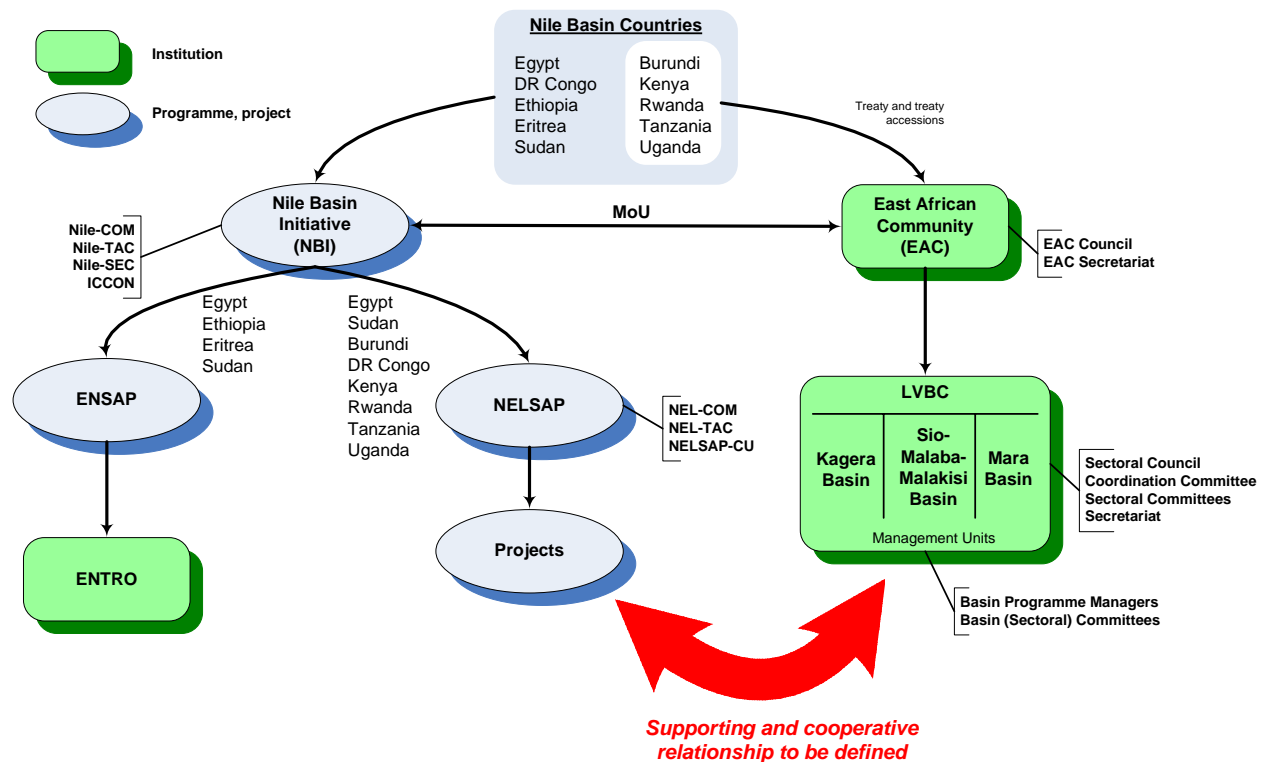 Institution
Programme, project
Nile Basin Countries
Egypt
DR Congo
Ethiopia
Eritrea
Sudan
Burundi
Kenya
Rwanda
Tanzania
Uganda
Treaty and treaty
accessions
Nile Basin
Initiative
(NBI)
MoU
East African
Community
(EAC)
Nile-COM
Nile-TAC
Nile-SEC
ICCON
EAC Council
EAC Secretariat
Egypt
Ethiopia
Eritrea
Sudan
Egypt
Sudan
Burundi
DR Congo
Kenya
Rwanda
Tanzania
Uganda
ENSAP
NELSAP
NEL-COM
NEL-TAC
NELSAP-CU
LVBC
Kagera
Basin
Sio-
Malaba-
Malakisi
Basin
Mara
Basin
Management Units
Sectoral Council
Coordination Committee
Sectoral Committees
Secretariat
ENTRO
Projects
Basin Programme Managers
Basin (Sectoral) Committees
Supporting and cooperative
relationship to be defined